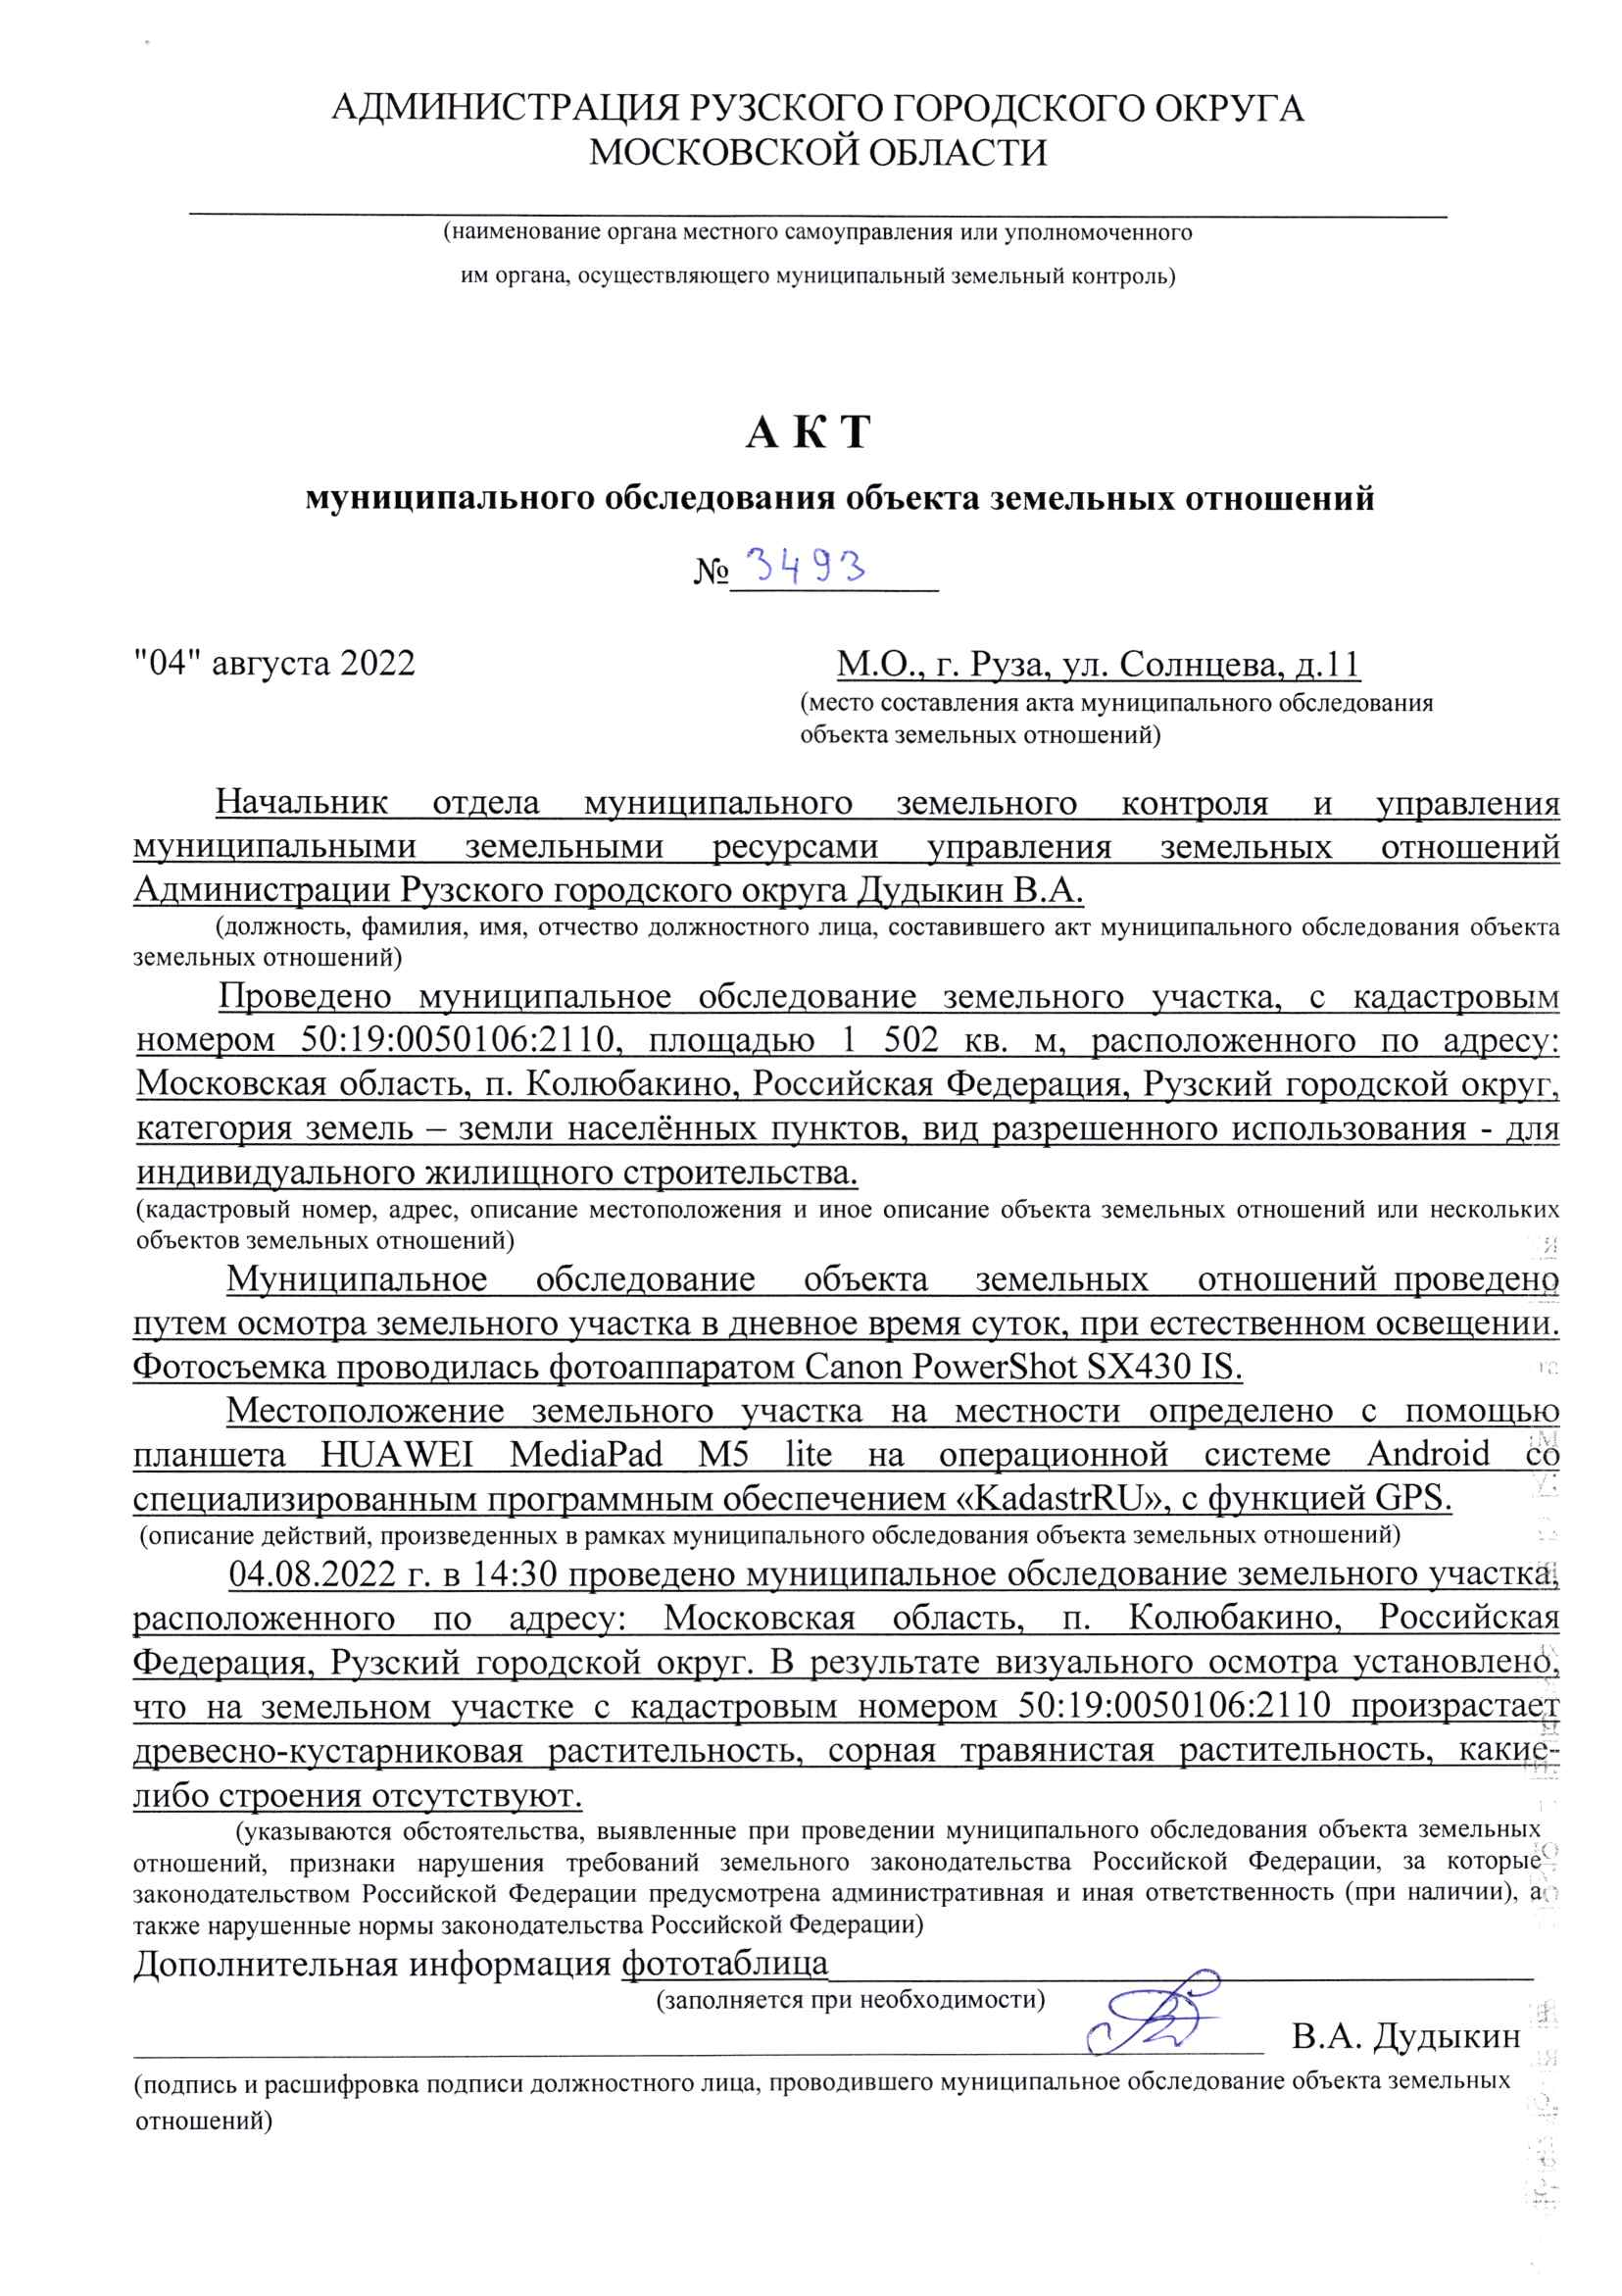 АДМИНИСТРАЦИЯ РУЗСКОГО ГОРОДСКОГО ОКРУГА
МОСКОВСКОЙ ОБЛАСТИ
(наименование органа местного самоуправления или уполномоченного
им органа, осуществляющего муниципальный земельный контроль)
А К Т
муниципального обследования объекта земельных отношений
№ 3493
"04" августа 2022 М.О., г. Руза, ул. Солнцева, д.11
(место составления акта муниципального обследования
объекта земельных отношений)
Начальник отдела муниципального земельного контроля и управления
муниципальными земельными ресурсами управления земельных отношений
Администрации Рузского городского округа Дудыкин В.А.
(должность, фамилия, имя, отчество должностного лица, составившего акт муниципального обследования объекта
земельных отношений)
Проведено муниципальное обследование земельного участка, с кадастровым
номером 50:19:0050106:2110, площадью 1 502 кв. м, расположенного по адресу:
Московская область, п. Колюбакино, Российская Федерация, Рузский городской округ,
категория земель – земли населённых пунктов, вид разрешенного использования - для
индивидуального жилищного строительства.
(кадастровый номер, адрес, описание местоположения и иное описание объекта земельных отношений или нескольких
объектов земельных отношений)
Муниципальное обследование объекта земельных отношений проведено
путем осмотра земельного участка в дневное время суток, при естественном освещении.
Фотосъемка проводилась фотоаппаратом Canon PowerShot SX430 IS.
Местоположение земельного участка на местности определено с помощью
планшета HUAWEI MediaPad M5 lite на операционной системе Android со
специализированным программным обеспечением «KadastrRU», с функцией GPS.
(описание действий, произведенных в рамках муниципального обследования объекта земельных отношений)
04.08.2022 г. в 14:30 проведено муниципальное обследование земельного участка,
расположенного по адресу: Московская область, п. Колюбакино, Российская
Федерация, Рузский городской округ. В результате визуального осмотра установлено,
что на земельном участке с кадастровым номером 50:19:0050106:2110 произрастает
древесно-кустарниковая растительность, сорная травянистая растительность, какие-
либо строения отсутствуют.
(указываются обстоятельства, выявленные при проведении муниципального обследования объекта земельных
отношений, признаки нарушения требований земельного законодательства Российской Федерации, за которые
законодательством Российской Федерации предусмотрена административная и иная ответственность (при наличии), а
также нарушенные нормы законодательства Российской Федерации)
Дополнительная информация фототаблица
(заполняется при необходимости)
В.А. Дудыкин
(подпись и расшифровка подписи должностного лица, проводившего муниципальное обследование объекта земельных
отношений)